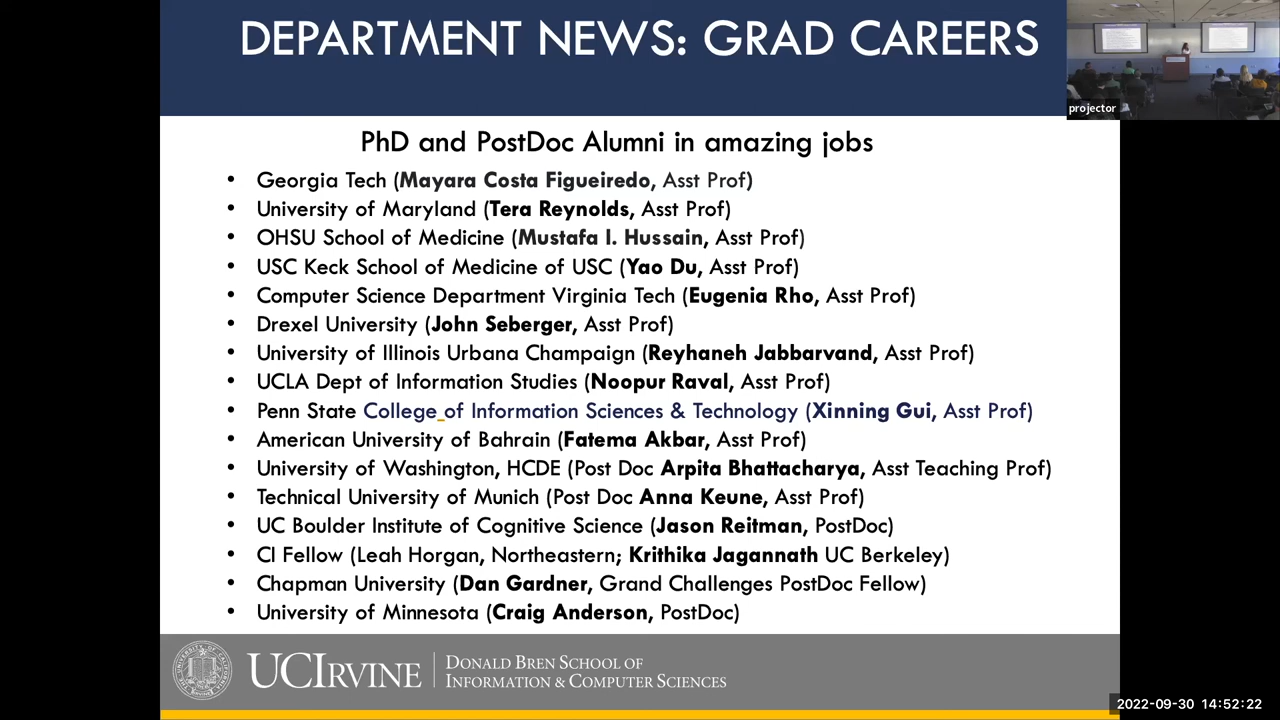 DEPARTMENT NEWS: GRAD CAREERS
projector
PhD and PostDoc Alumni in amazing jobs
• Georgia Tech (Mayara Costa Figueiredo, Asst Prof)
• University of Maryland (Tera Reynolds, Asst Prof)
• OHSU School of Medicine (Mustafa I. Hussain, Asst Prof)
• USC Keck School of Medicine of USC (Yao Du, Asst Prof)
• Computer Science Department Virginia Tech (Eugenia Rho, Asst Prof)
• Drexel University (John Seberger, Asst Prof)
• University of Illinois Urbana Champaign (Reyhaneh Jabbarvand, Asst Prof)
• UCLA Dept of Information Studies (Noopur Raval, Asst Prof)
• Penn State College of Information Sciences & Technology (Xinning Gui, Asst Prof)
• American University of Bahrain (Fatema Akbar, Asst Prof)
• University of Washington, HCDE (Post Doc Arpita Bhattacharya, Asst Teaching Prof)
• Technical University of Munich (Post Doc Anna Keune, Asst Prof)
• UC Boulder Institute of Cognitive Science (Jason Reitman, PostDoc)
• CI Fellow (Leah Horgan, Northeastern; Krithika Jagannath UC Berkeley)
• Chapman University (Dan Gardner, Grand Challenges PostDoc Fellow)
• University of Minnesota (Craig Anderson, PostDoc)
UCIRVINE
DONALD BREN SCHOOL OF
INFORMATION & COMPUTER SCIENCES
2022-09-30 14:52:22